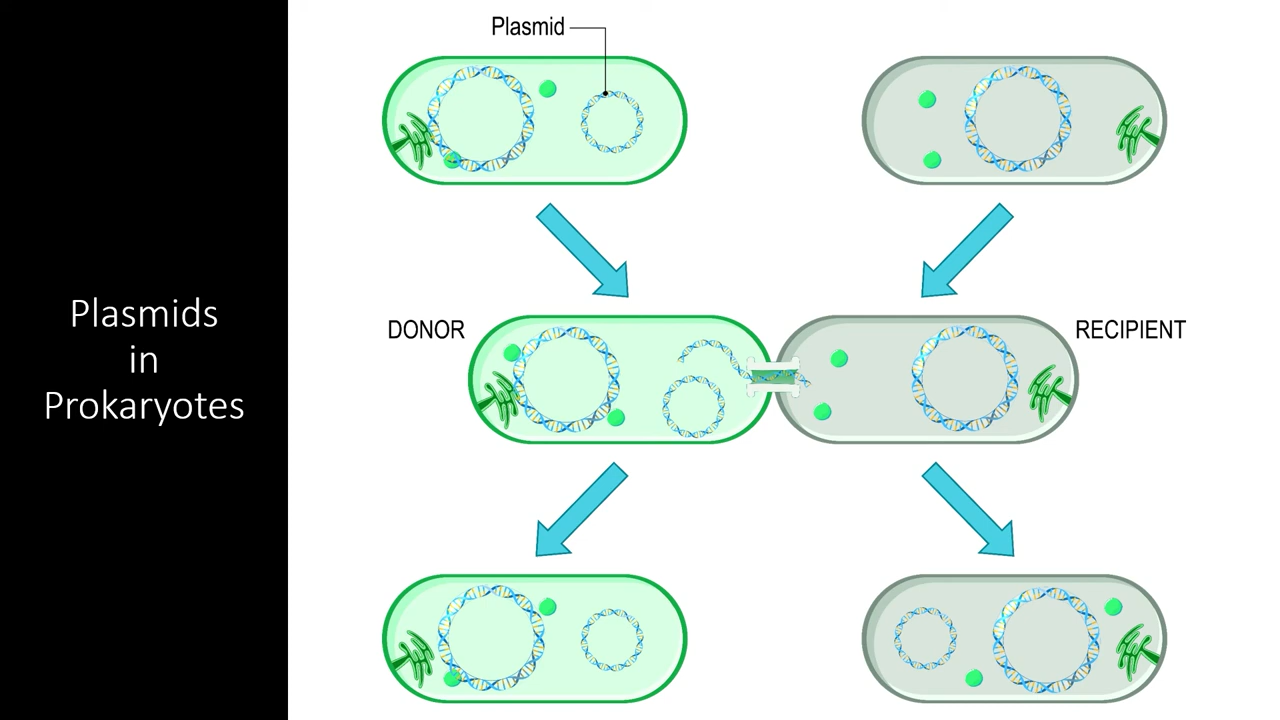 Plasmid
DONOR
RECIPIENT
Plasmids
in
Prokaryotes